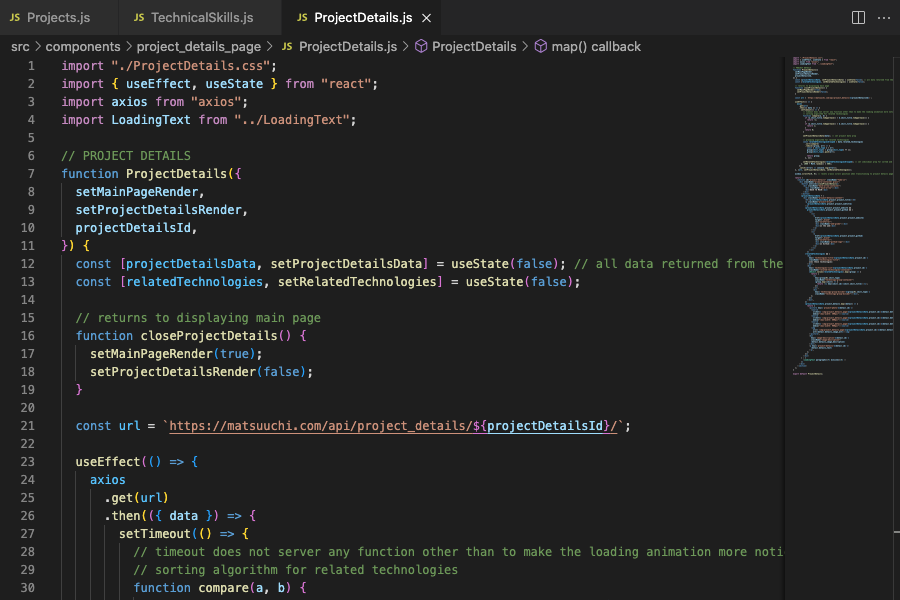 JS Projects.js JS TechnicalSkills.js JS ProjectDetails.js ×
src > components > project_details_page > JS ProjectDetails.js > ProjectDetails > map() callback
1 import "./ProjectDetails.css";
2 import { useEffect, useState } from "react";
3 import axios from "axios";
4 import LoadingText from "../LoadingText";
5
6 // PROJECT DETAILS
7 function ProjectDetails({
8 setMainPageRender,
9 setProjectDetailsRender,
10 projectDetailsId,
11 }) {
12 const [projectDetailsData, setProjectDetailsData] = useState(false); // all data returned from the
13 const [relatedTechnologies, setRelatedTechnologies] = useState(false);
14
15 // returns to displaying main page
16 function closeProjectDetails() {
17 setMainPageRender(true);
18 setProjectDetailsRender(false);
19 }
20
21 const url = `https://matsuuchi.com/api/project_details/${projectDetailsId}/`;
22
23 useEffect(() => {
24 axios
25 .get(url)
26 .then(({ data }) => {
27 setTimeout(() => {
28 // timeout does not server any function other than to make the loading animation more noti
29 // sorting algorithm for related technologies
30 function compare(a, b) {